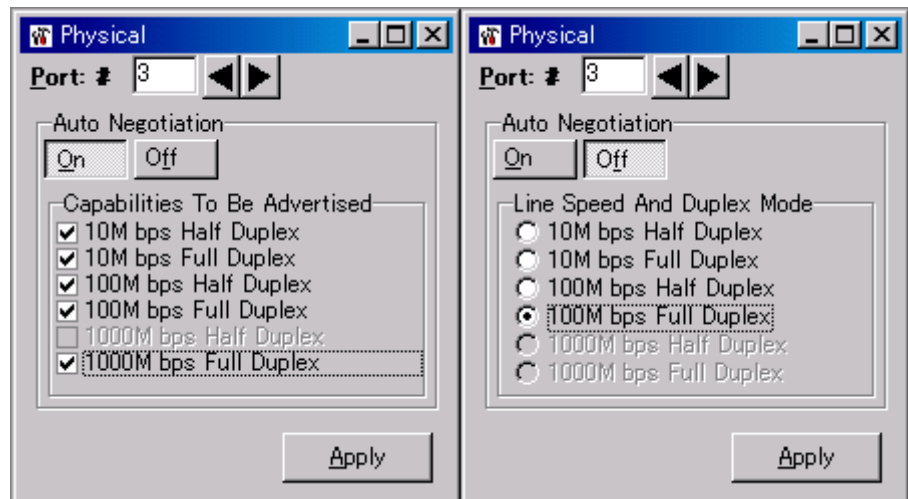 Physical
Port: # 3
Auto Negotiation
On Off
Capabilities To Be Advertised
10M bps Half Duplex
10M bps Full Duplex
100M bps Half Duplex
100M bps Full Duplex
1000M bps Half Duplex
1000M bps Full Duplex
Apply
Physical
Port: # 3
Auto Negotiation
On Off
Line Speed And Duplex Mode
10M bps Half Duplex
10M bps Full Duplex
100M bps Half Duplex
100M bps Full Duplex
1000M bps Half Duplex
1000M bps Full Duplex
Apply